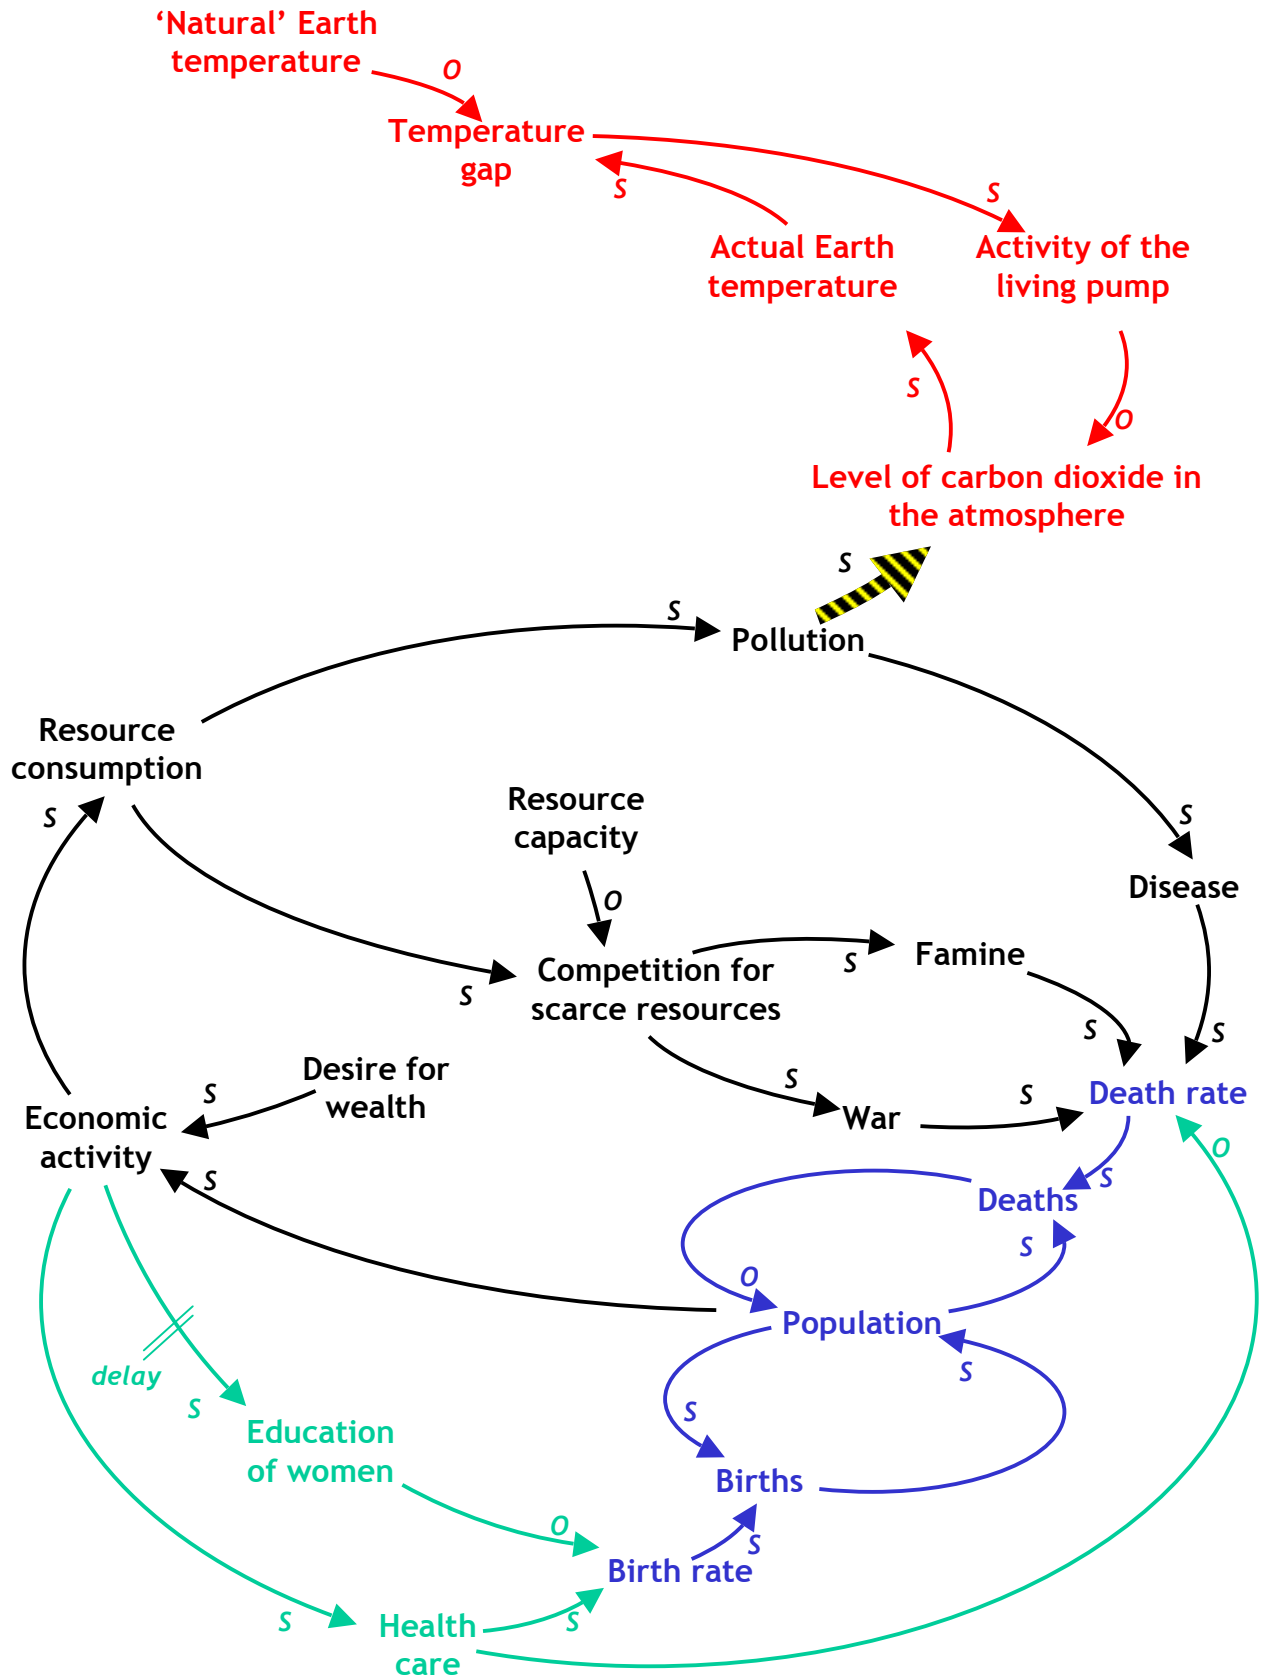 ‘Natural’ Earth
temperature
O
Temperature
gap
S
S
Actual Earth
temperature
Activity of the
living pump
S
O
Level of carbon dioxide in
the atmosphere
S
S
Pollution
Resource
consumption
S
Resource
capacity
S
Disease
O
Competition for
scarce resources
S
Famine
S
S
S
S
Desire for
wealth
S
Economic
activity
S
War
S
Death rate
S
O
S
Deaths
S
O
Population
S
delay
S
S
Education
of women
Births
O
S
Birth rate
S
S
Health
care